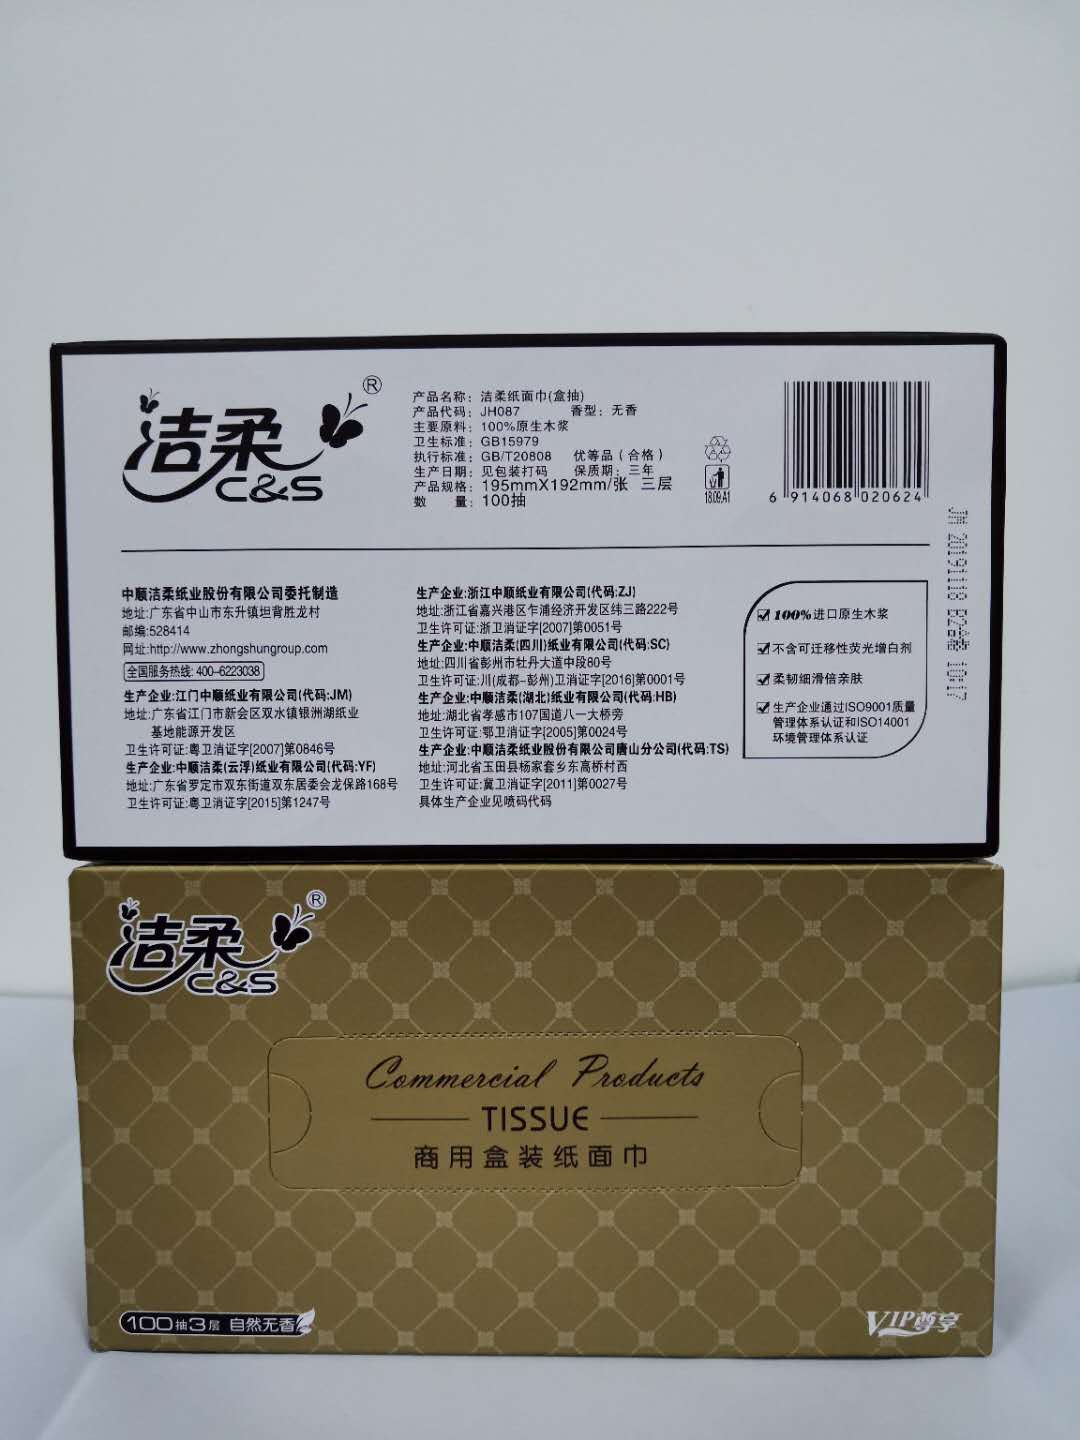 洁柔®
C&S
产品名称：洁柔纸面巾(盒抽)
产品代码：JH087 香型：无香
主要原料：100%原生木浆
卫生标准：GB15979
执行标准：GB/T20808 优等品（合格）
生产日期：见包装打码 保质期：三年
产品规格：195mmX192mm/张 三层
数 量：100抽
18.09.A1
6 914068 020624
中顺洁柔纸业股份有限公司委托制造
地址:广东省中山市东升镇坦背胜龙村
邮编:528414
网址:http://www.zhongshungroup.com
全国服务热线: 400-6223038
生产企业:江门中顺纸业有限公司(代码:JM)
地址:广东省江门市新会区双水镇银洲湖纸业
基地能源开发区
卫生许可证:粤卫消证字[2007]第0846号
生产企业:中顺洁柔(云浮)纸业有限公司(代码:YF)
地址:广东省罗定市双东街道双东居委会龙保路168号
卫生许可证:粤卫消证字[2015]第1247号
生产企业:浙江中顺纸业有限公司(代码:ZJ)
地址:浙江省嘉兴港区乍浦经济开发区纬三路222号
卫生许可证:浙卫消证字[2007]第0051号
生产企业:中顺洁柔(四川)纸业有限公司(代码:SC)
地址:四川省彭州市牡丹大道中段80号
卫生许可证:川(成都-彭州)卫消证字[2016]第0001号
生产企业:中顺洁柔(湖北)纸业有限公司(代码:HB)
地址:湖北省孝感市107国道八一大桥旁
卫生许可证:鄂卫消证字[2005]第0024号
生产企业:中顺洁柔纸业股份有限公司唐山分公司(代码:TS)
地址:河北省玉田县杨家套乡东高桥村西
卫生许可证:冀卫消证字[2011]第0027号
具体生产企业见喷码代码
100%进口原生木浆
不含可迁移性荧光增白剂
柔韧细滑倍亲肤
生产企业通过ISO9001质量
管理体系认证和ISO14001
环境管理体系认证
JM 20191118 10:17
洁柔®
C&S
Commercial Products
TISSUE
商用盒装纸面巾
100抽3层 自然无香
VIP尊享